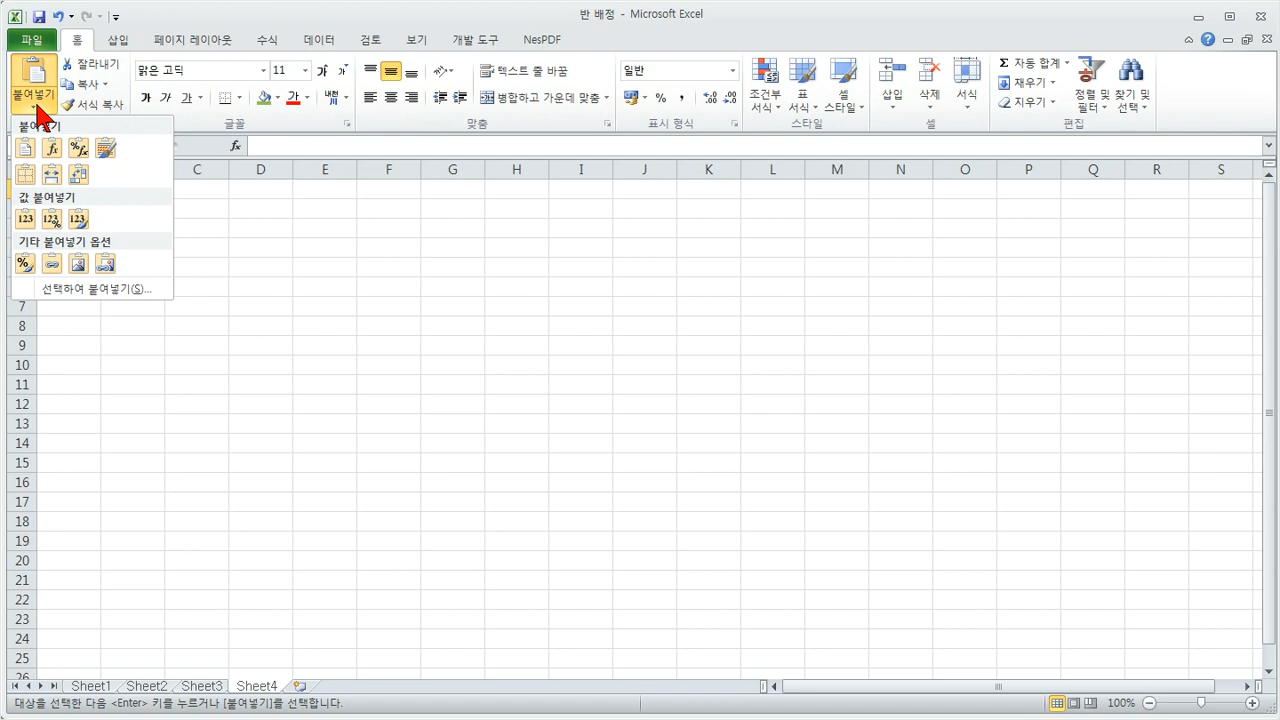 반 배정 - Microsoft Excel
파일 홈 삽입 페이지 레이아웃 수식 데이터 검토 보기 개발 도구 NesPDF
붙여넣기
잘라내기
복사
서식 복사
맑은 고딕 11
가 가 가 가 내천
글꼴
텍스트 줄 바꿈
병합하고 가운데 맞춤
맞춤
일반
% ,
표시 형식
조건부 서식
표 서식
셀 스타일
스타일
삽입 삭제 서식
셀
Σ 자동 합계
채우기
지우기
정렬 및 필터
찾기 및 선택
편집
값 붙여넣기
123 123 123
기타 붙여넣기 옵션
선택하여 붙여넣기(S)...
fx
C D E F G H I J K L M N O P Q R S
7
8
9
10
11
12
13
14
15
16
17
18
19
20
21
22
23
24
25
26
Sheet1 Sheet2 Sheet3 Sheet4
대상을 선택한 다음 <Enter> 키를 누르거나 [붙여넣기]를 선택합니다.
100%